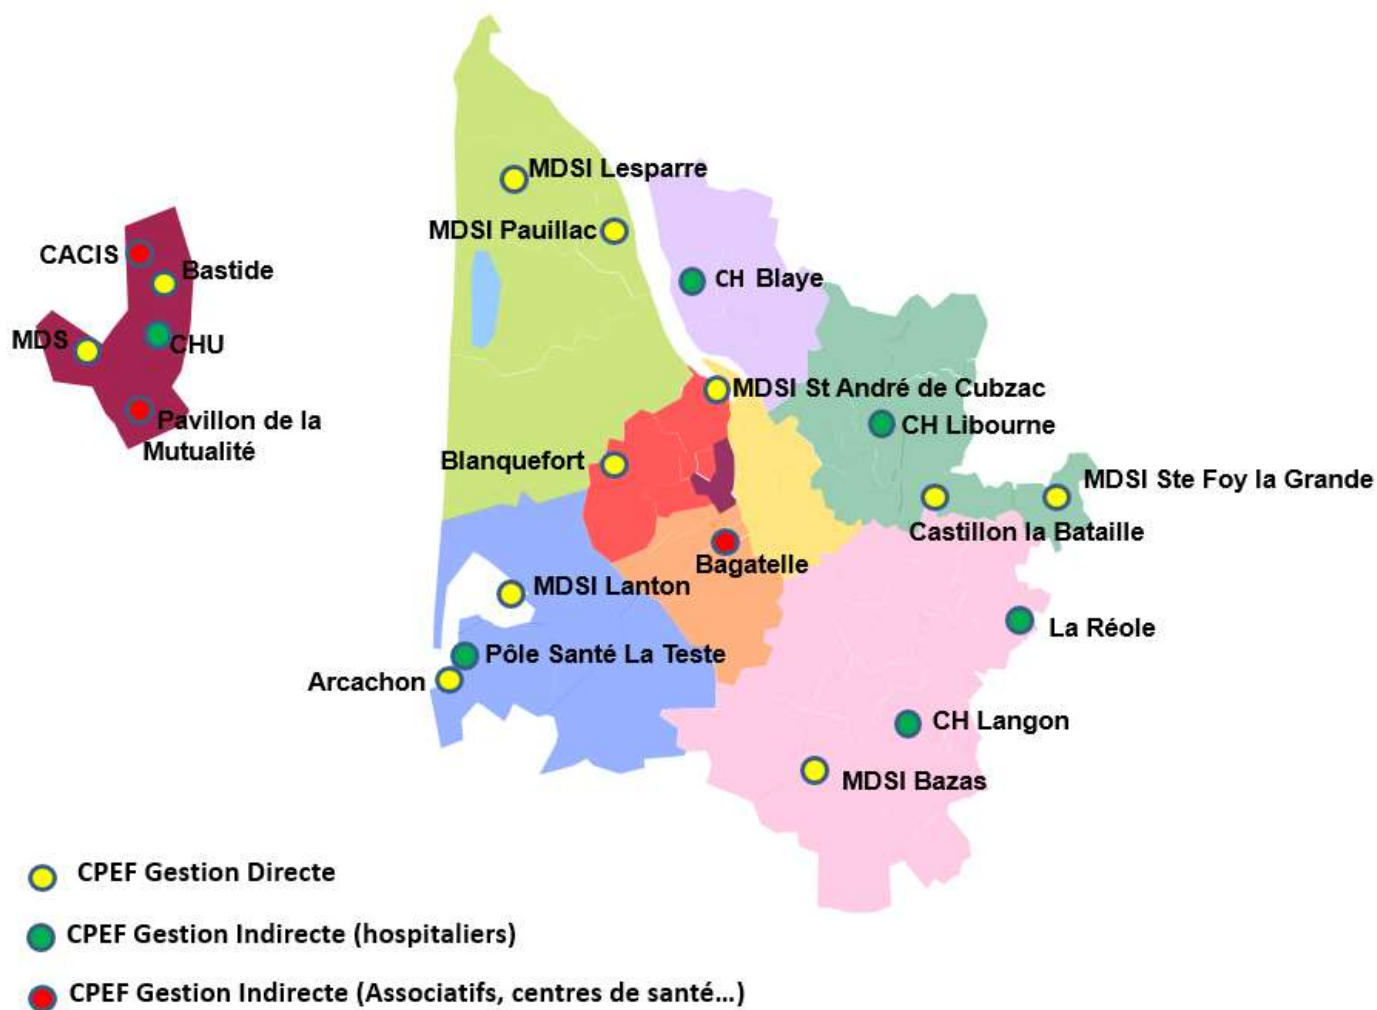 MDSI Lesparre
MDSI Pauillac
CACIS
Bastide
CH Blaye
MDS
CHU
MDSI St André de Cubzac
Pavillon de la
Mutualité
CH Libourne
Blanquefort
MDSI Ste Foy la Grande
Castillon la Bataille
Bagatelle
MDSI Lanton
La Réole
Pôle Santé La Teste
Arcachon
CH Langon
MDSI Bazas
CPEF Gestion Directe
CPEF Gestion Indirecte (hospitaliers)
CPEF Gestion Indirecte (Associatifs, centres de santé...)